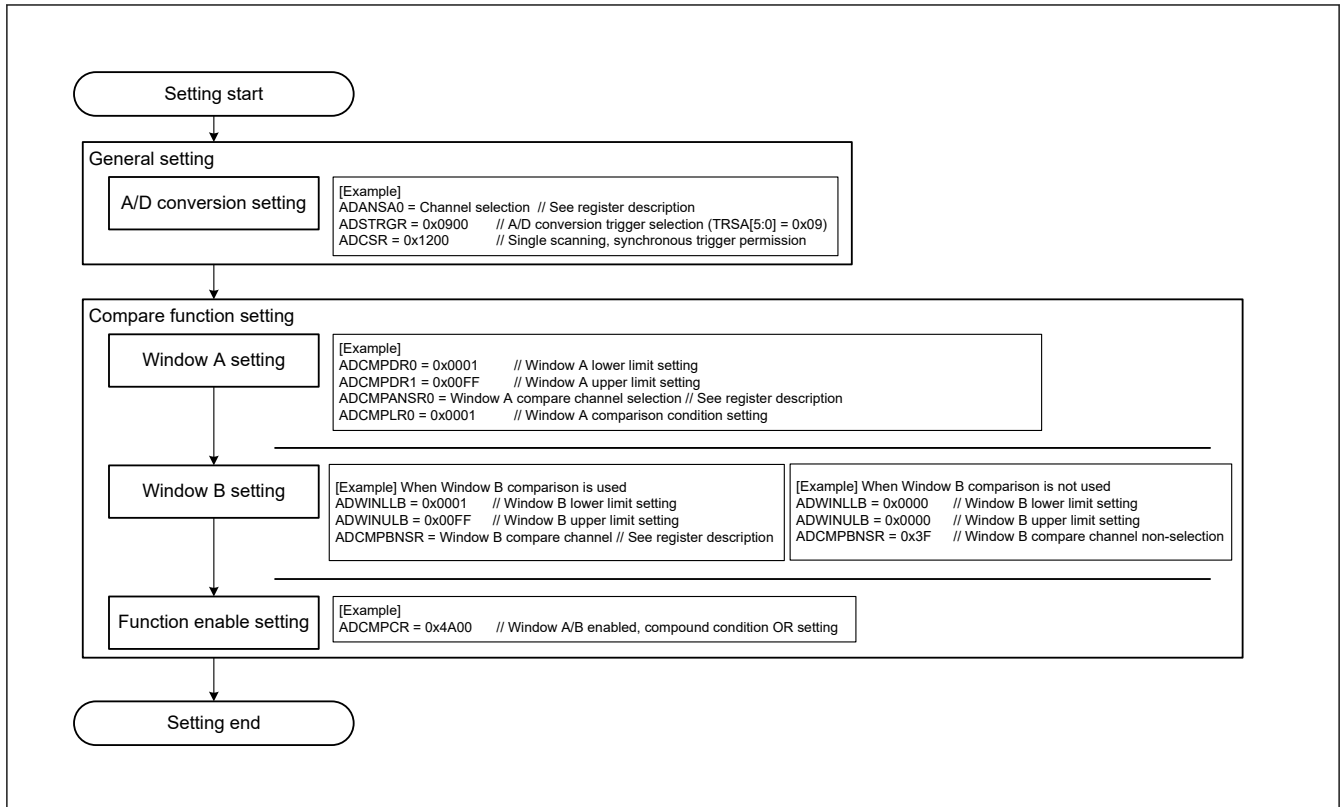 Setting start
General setting
A/D conversion setting
[Example]
ADANSA0 = Channel selection // See register description
ADSTRGR = 0x0900 // A/D conversion trigger selection (TRSA[5:0] = 0x09)
ADCSR = 0x1200 // Single scanning, synchronous trigger permission
Compare function setting
Window A setting
[Example]
ADCMPDR0 = 0x0001 // Window A lower limit setting
ADCMPDR1 = 0x00FF // Window A upper limit setting
ADCMPANSR0 = Window A compare channel selection // See register description
ADCMPLR0 = 0x0001 // Window A comparison condition setting
Window B setting
[Example] When Window B comparison is used
ADWINLLB = 0x0001 // Window B lower limit setting
ADWINULB = 0x00FF // Window B upper limit setting
ADCMPBNSR = Window B compare channel // See register description
[Example] When Window B comparison is not used
ADWINLLB = 0x0000 // Window B lower limit setting
ADWINULB = 0x0000 // Window B upper limit setting
ADCMPBNSR = 0x3F // Window B compare channel non-selection
Function enable setting
[Example]
ADCMPCR = 0x4A00 // Window A/B enabled, compound condition OR setting
Setting end